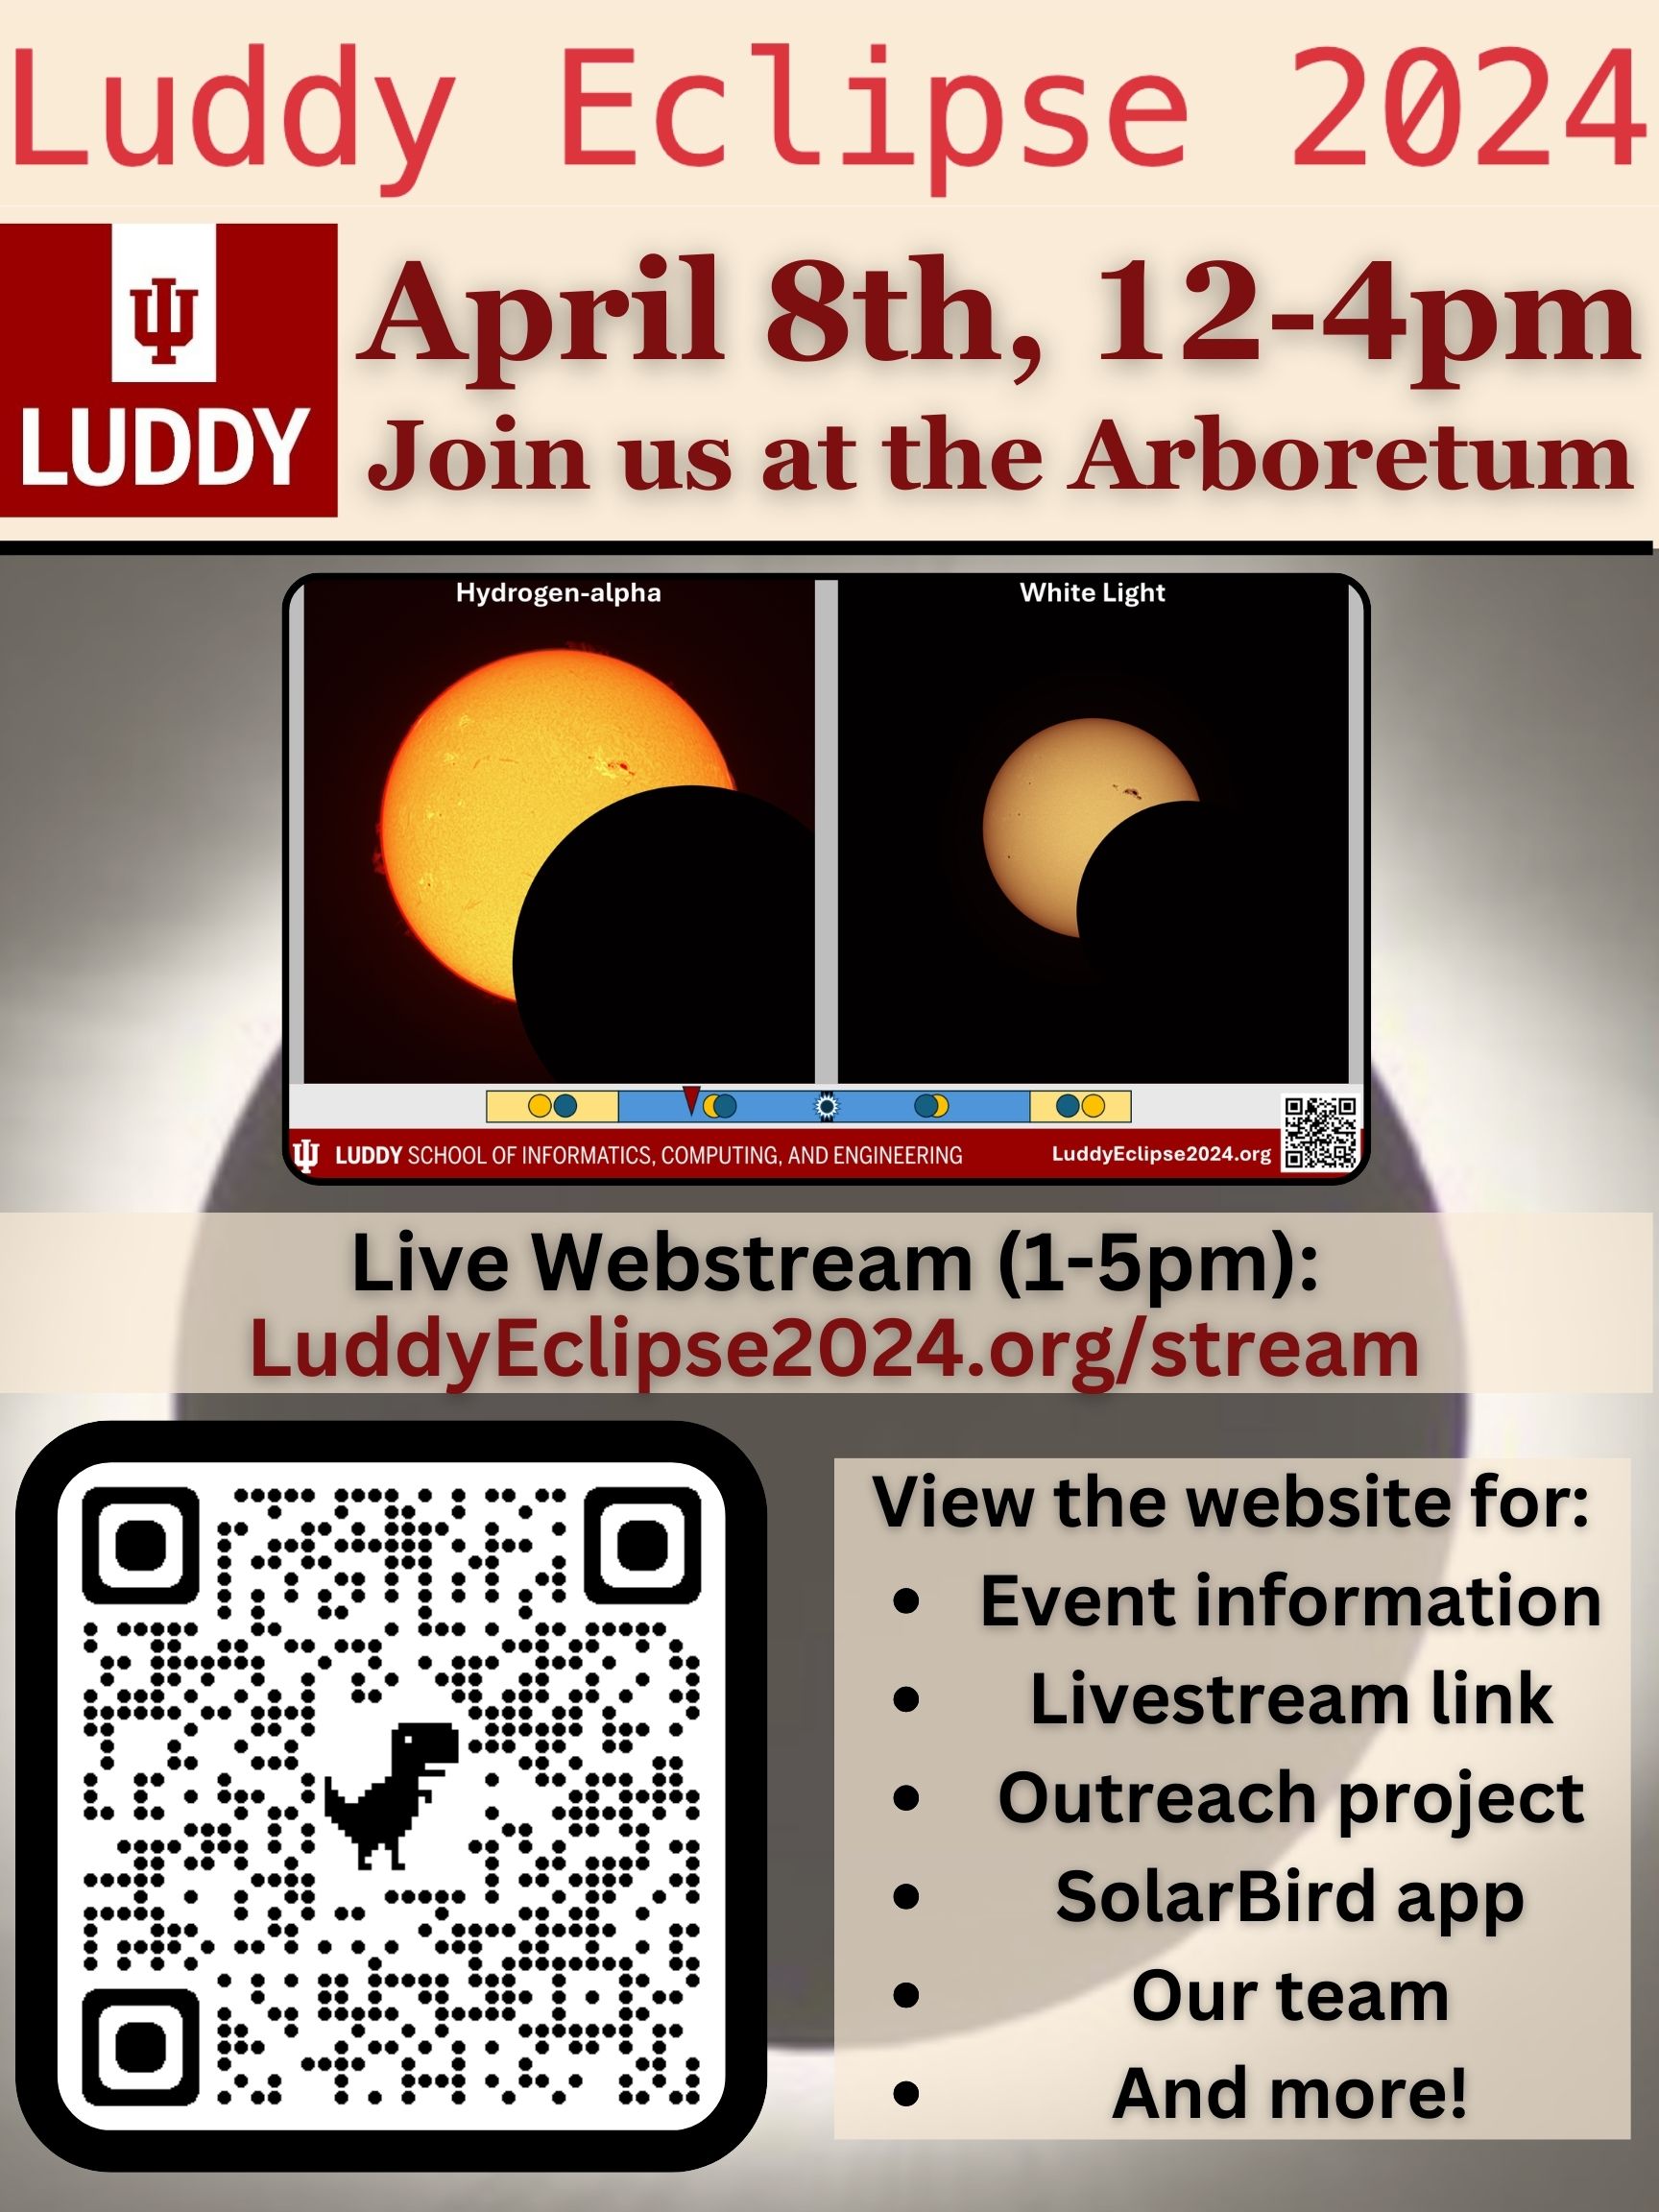 Luddy Eclipse 2024
LUDDY
April 8th, 12-4pm
Join us at the Arboretum
Hydrogen-alpha
White Light
LUDDY SCHOOL OF INFORMATICS, COMPUTING, AND ENGINEERING
LuddyEclipse2024.org
Live Webstream (1-5pm):
LuddyEclipse2024.org/stream
View the website for:
• Event information
• Livestream link
• Outreach project
• SolarBird app
• Our team
• And more!